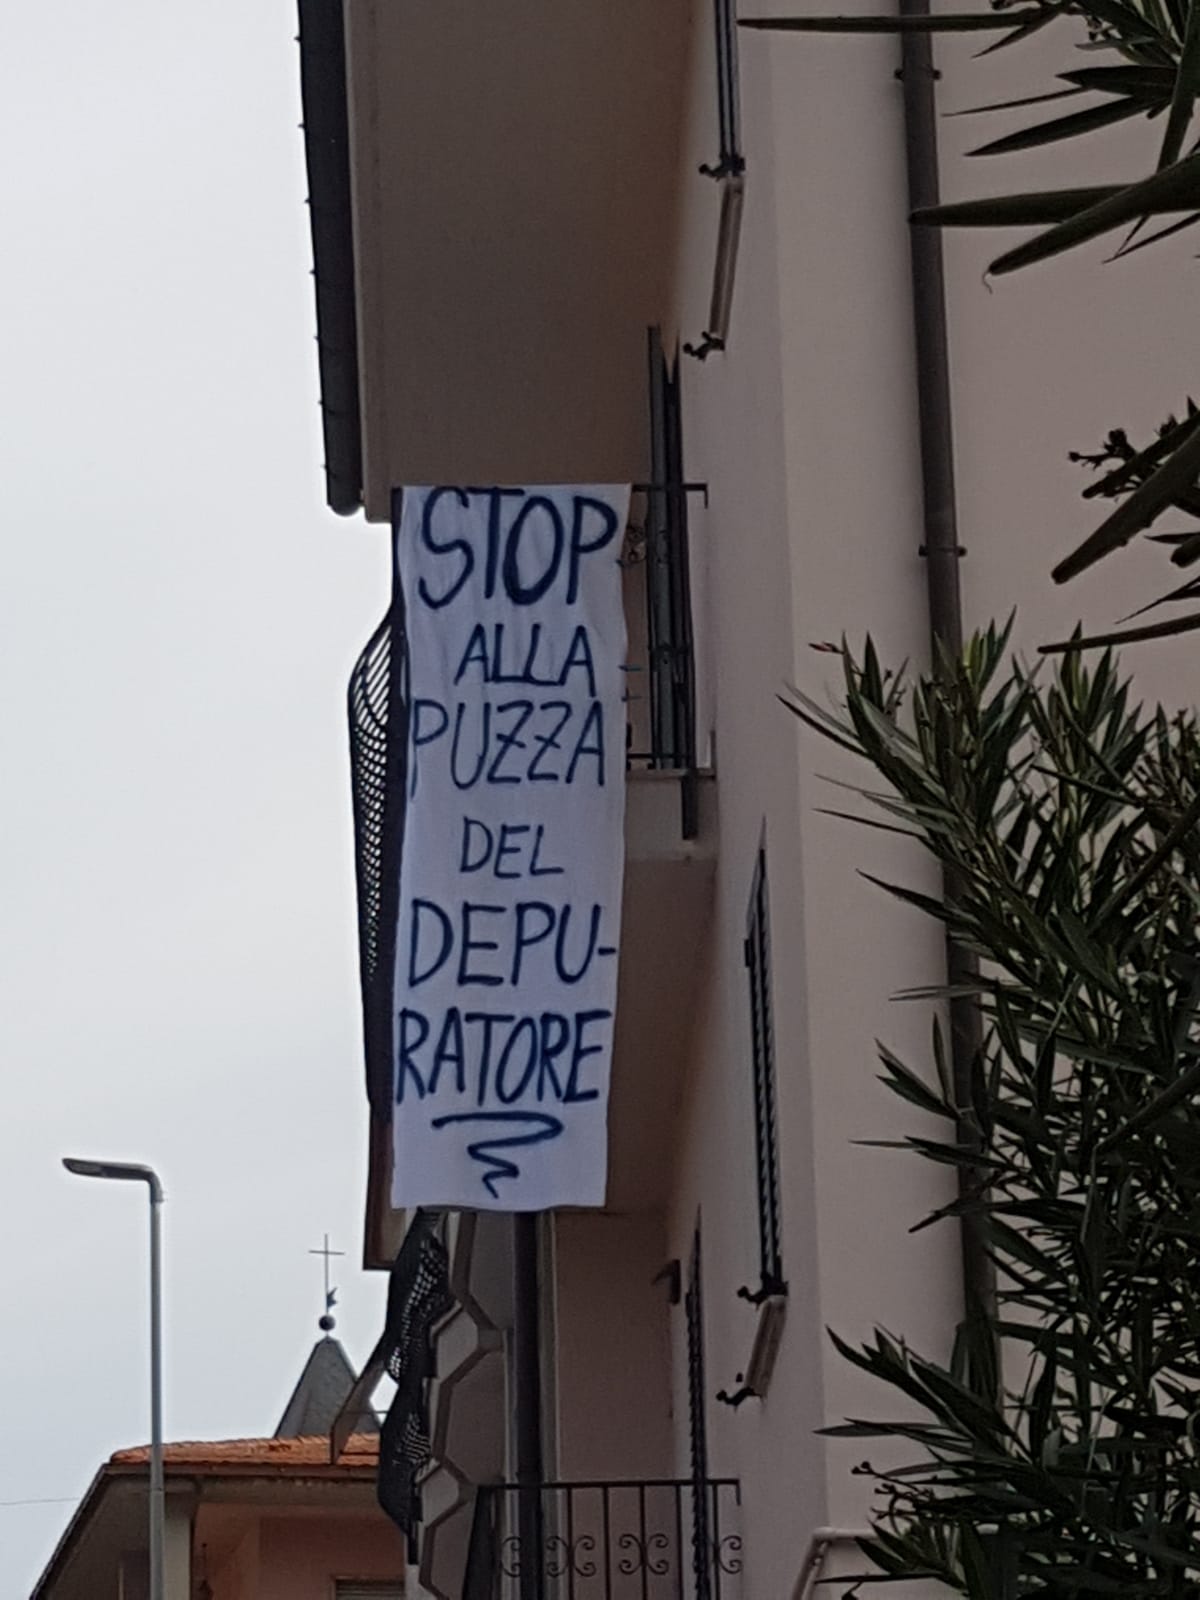 STOP
ALLA
PUZZA
DEL
DEPU-
RATORE